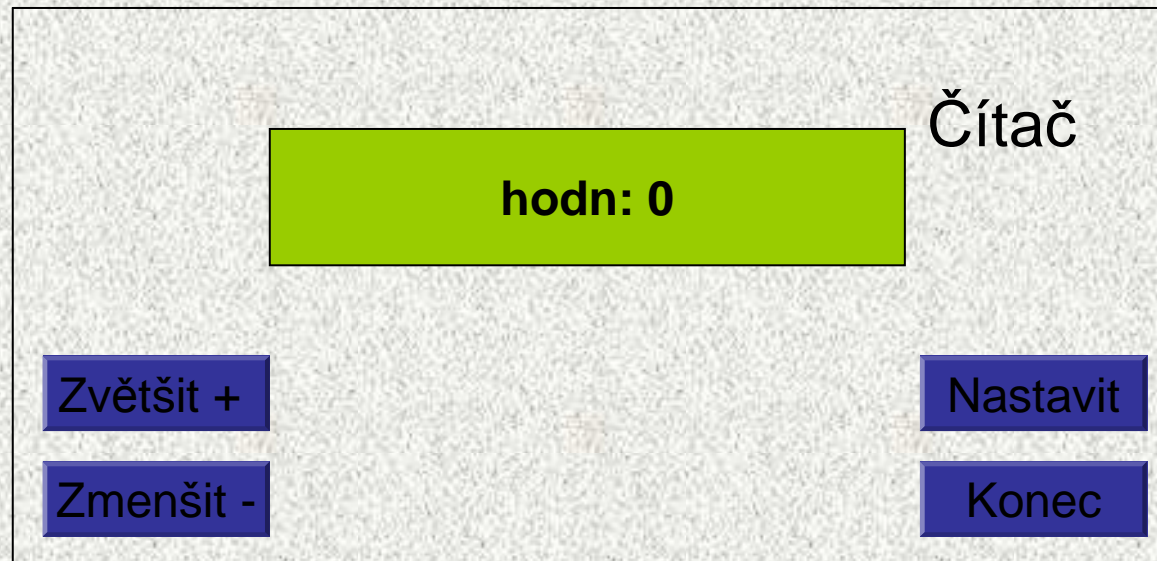 Čítač
hodn: 0
Zvětšit +
Nastavit
Zmenšit -
Konec